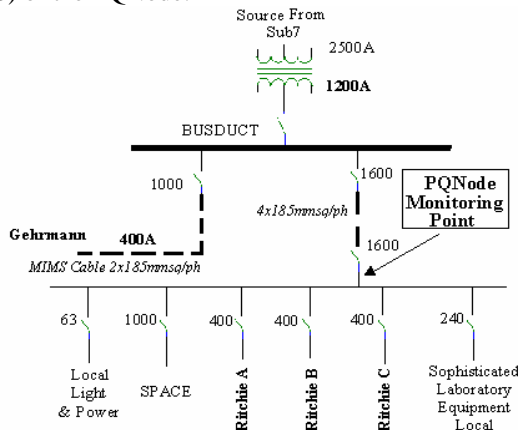 Source From
Sub7
2500A
1200A
BUSDUCT
1000
1600
PQNode
Monitoring
Point
4x185mmsq/ph
Gehrmann
400A
1600
MIMS Cable 2x185mmsq/ph
63
1000
400
400
400
240
Local
Light
& Power
SPACE
Ritchie A
Ritchie B
Ritchie C
Sophisticated
Laboratory
Equipment
Local